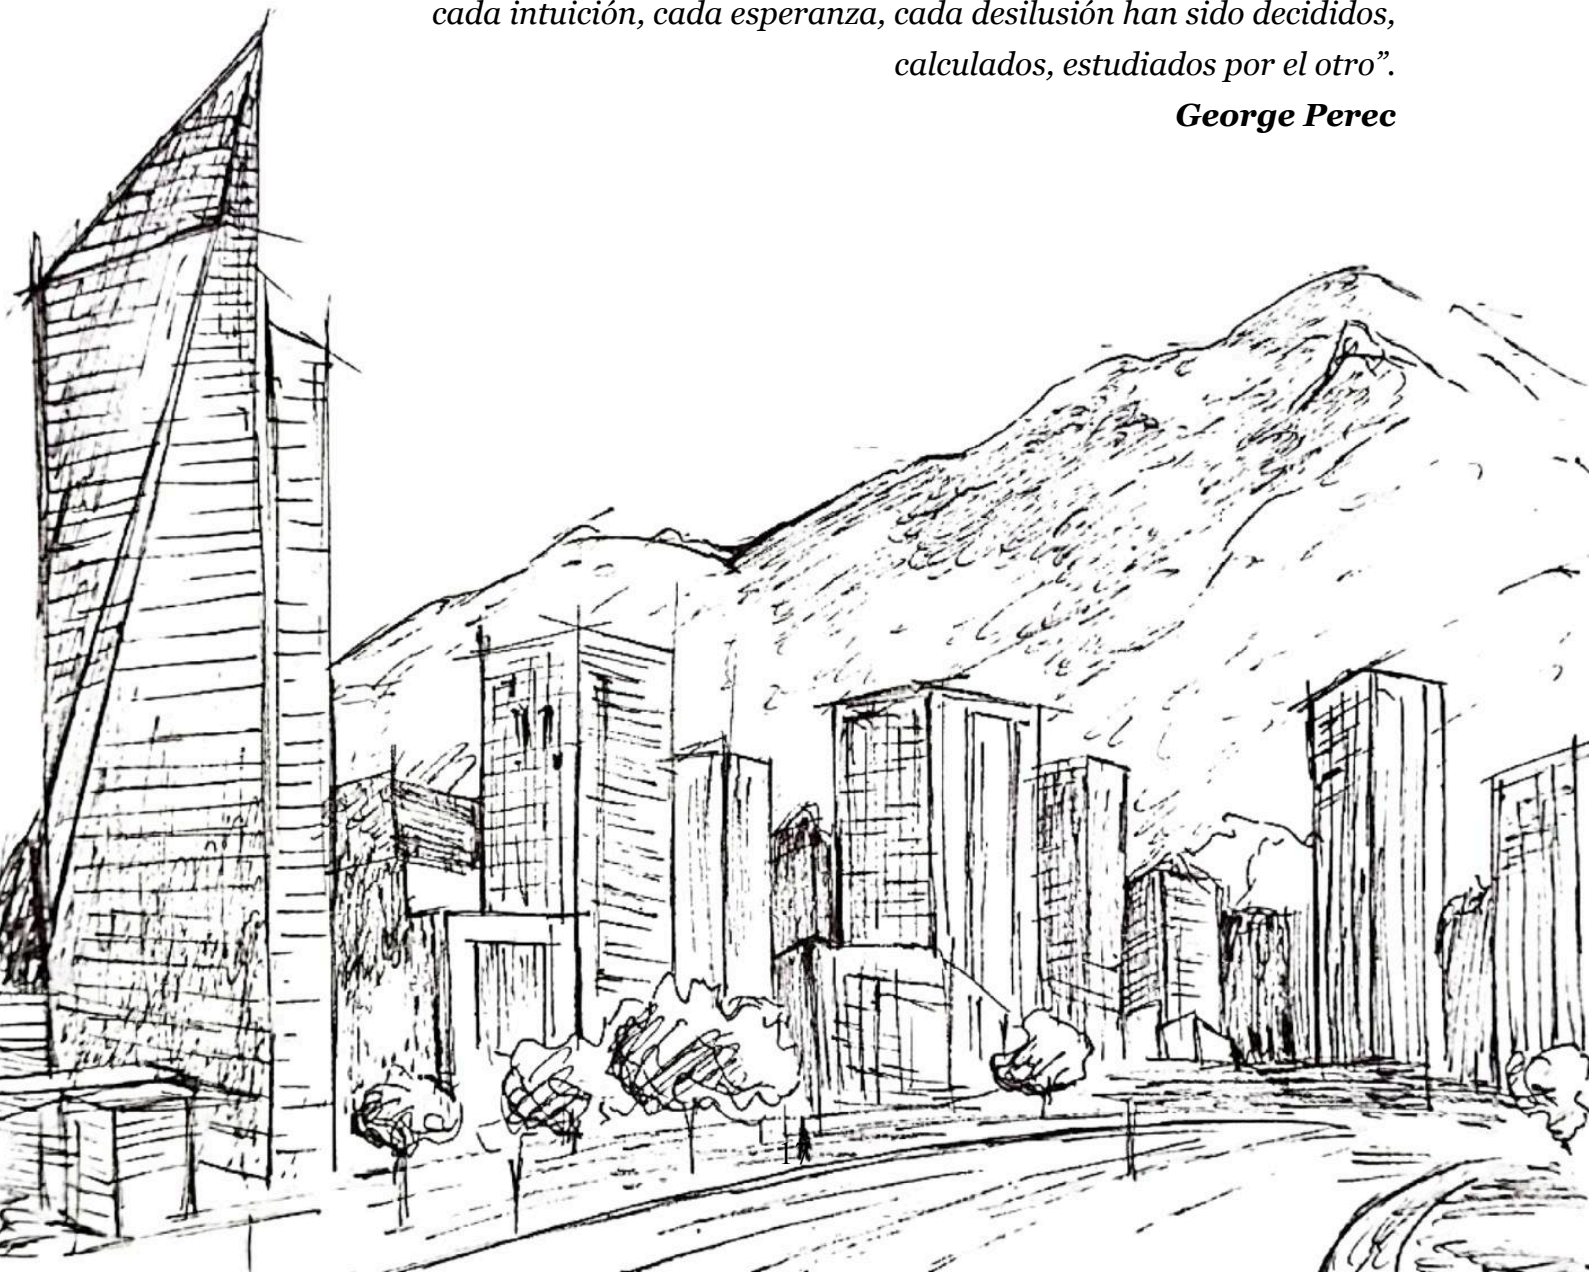 cada intuición, cada esperanza, cada desilusión han sido decididos,
calculados, estudiados por el otro”.
George Perec